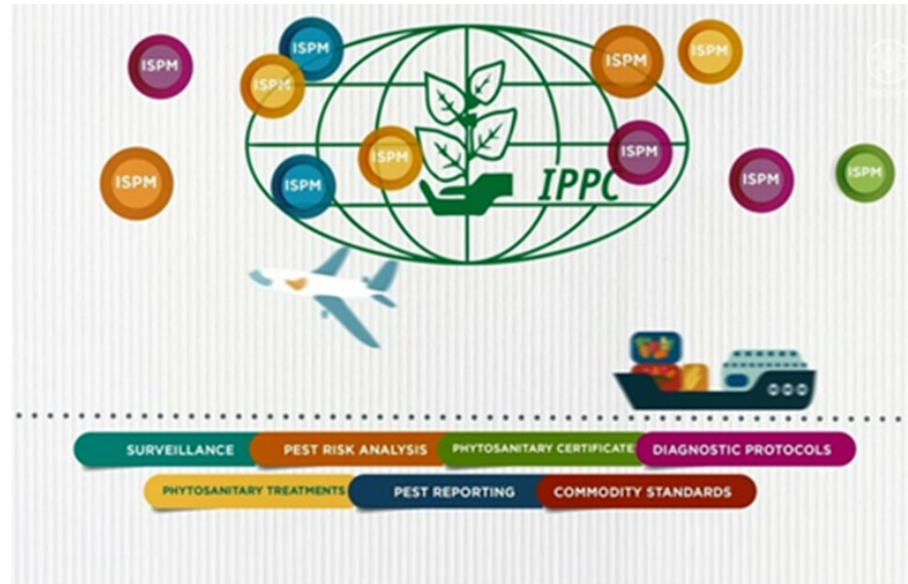 ISPM
ISPM
ISPM
ISPM
ISPM
ISPM
ISPM
ISPM
ISPM
ISPM
ISPM
ISPM
IPPC
SURVEILLANCE
PEST RISK ANALYSIS
PHYTOSANITARY CERTIFICATE
DIAGNOSTIC PROTOCOLS
PHYTOSANITARY TREATMENTS
PEST REPORTING
COMMODITY STANDARDS